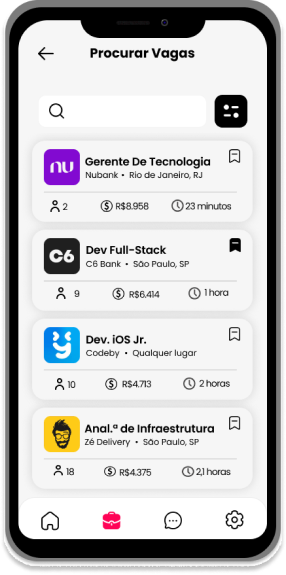 Procurar Vagas
nu Gerente De Tecnologia
Nubank • Rio de Janeiro, RJ
2 R$8.958 23 minutos
C6 Dev Full-Stack
C6 Bank • São Paulo, SP
9 R$6.414 1 hora
Dev. iOS Jr.
Codeby • Qualquer lugar
10 R$4.713 2 horas
Anal.ª de Infraestrutura
Zé Delivery • São Paulo, SP
18 R$4.375 2,1 horas